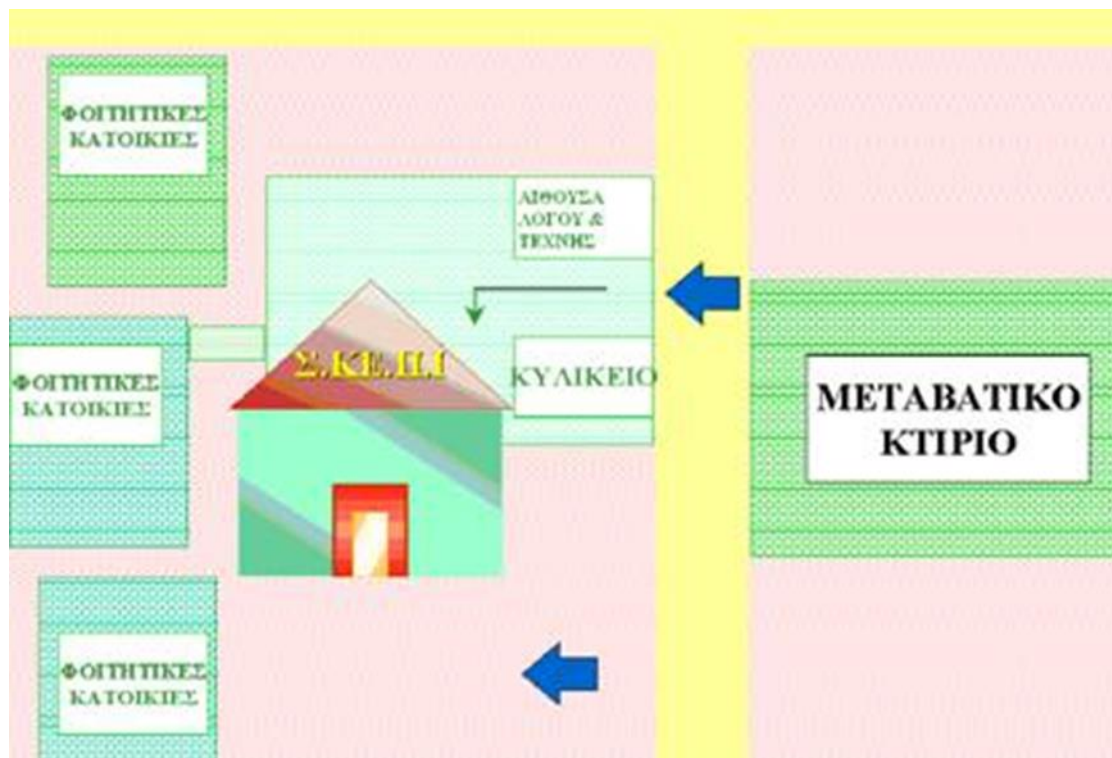 ΦΟΙΤΗΤΙΚΕΣ
ΚΑΤΟΙΚΙΕΣ
ΑΙΘΟΥΣΑ
ΛΟΓΟΥ &
ΤΕΧΝΗΣ
Σ.ΚΕ.Π.Ι
ΚΥΛΙΚΕΙΟ
ΦΟΙΤΗΤΙΚΕΣ
ΚΑΤΟΙΚΙΕΣ
ΜΕΤΑΒΑΤΙΚΟ
ΚΤΙΡΙΟ
ΦΟΙΤΗΤΙΚΕΣ
ΚΑΤΟΙΚΙΕΣ